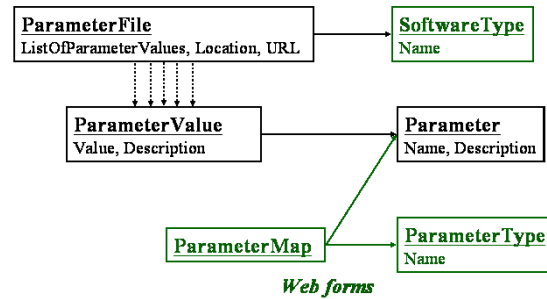 ParameterFile
ListOfParameterValues, Location, URL
SoftwareType
Name
ParameterValue
Value, Description
Parameter
Name, Description
ParameterMap
ParameterType
Name
Web forms